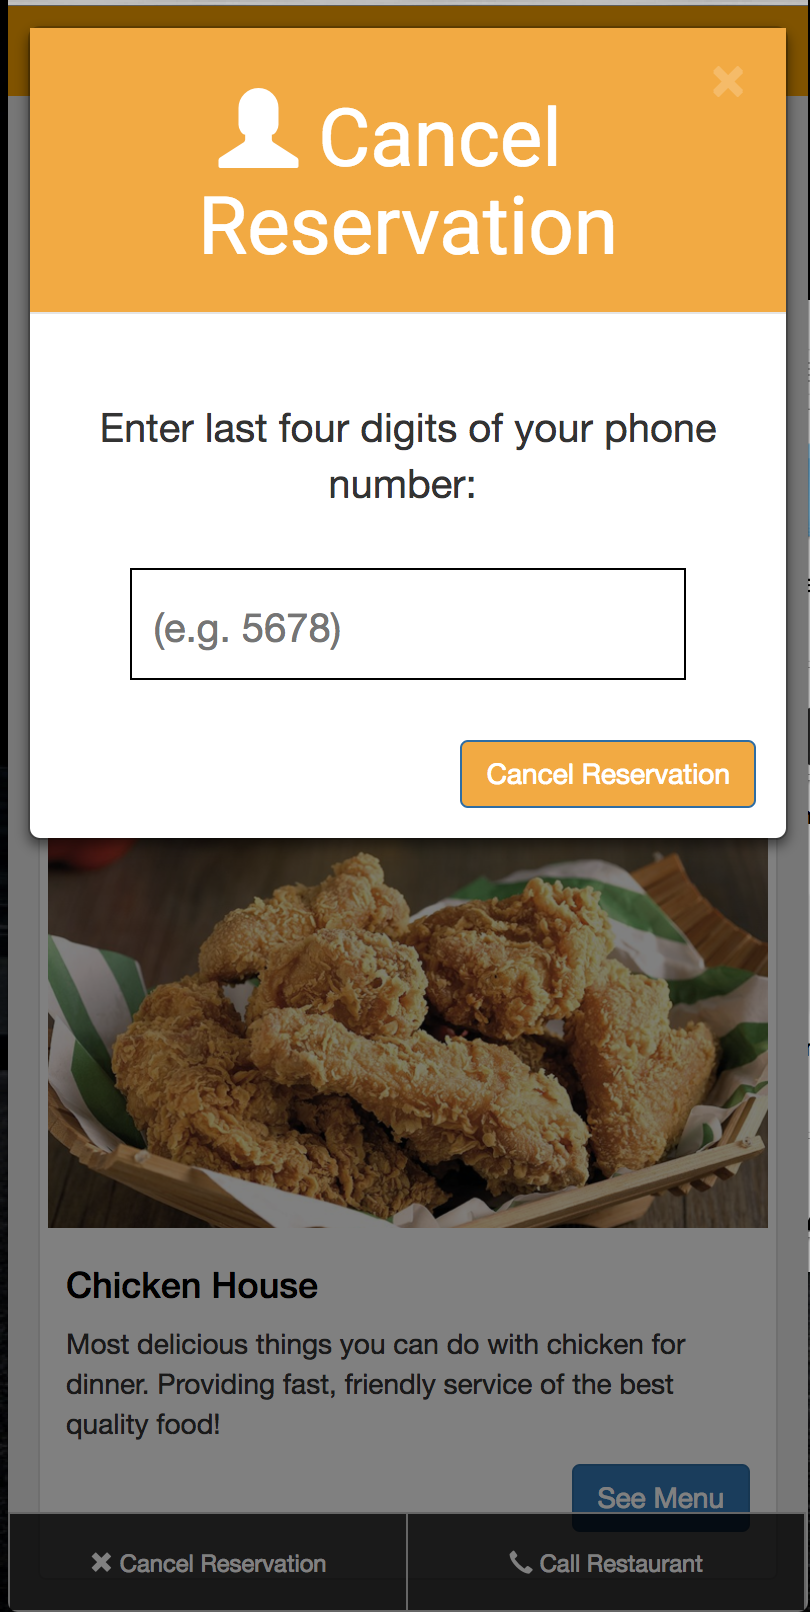 Cancel
Reservation
Enter last four digits of your phone
number:
(e.g. 5678)
Cancel Reservation
Chicken House
Most delicious things you can do with chicken for
dinner. Providing fast, friendly service of the best
quality food!
See Menu
Cancel Reservation
Call Restaurant